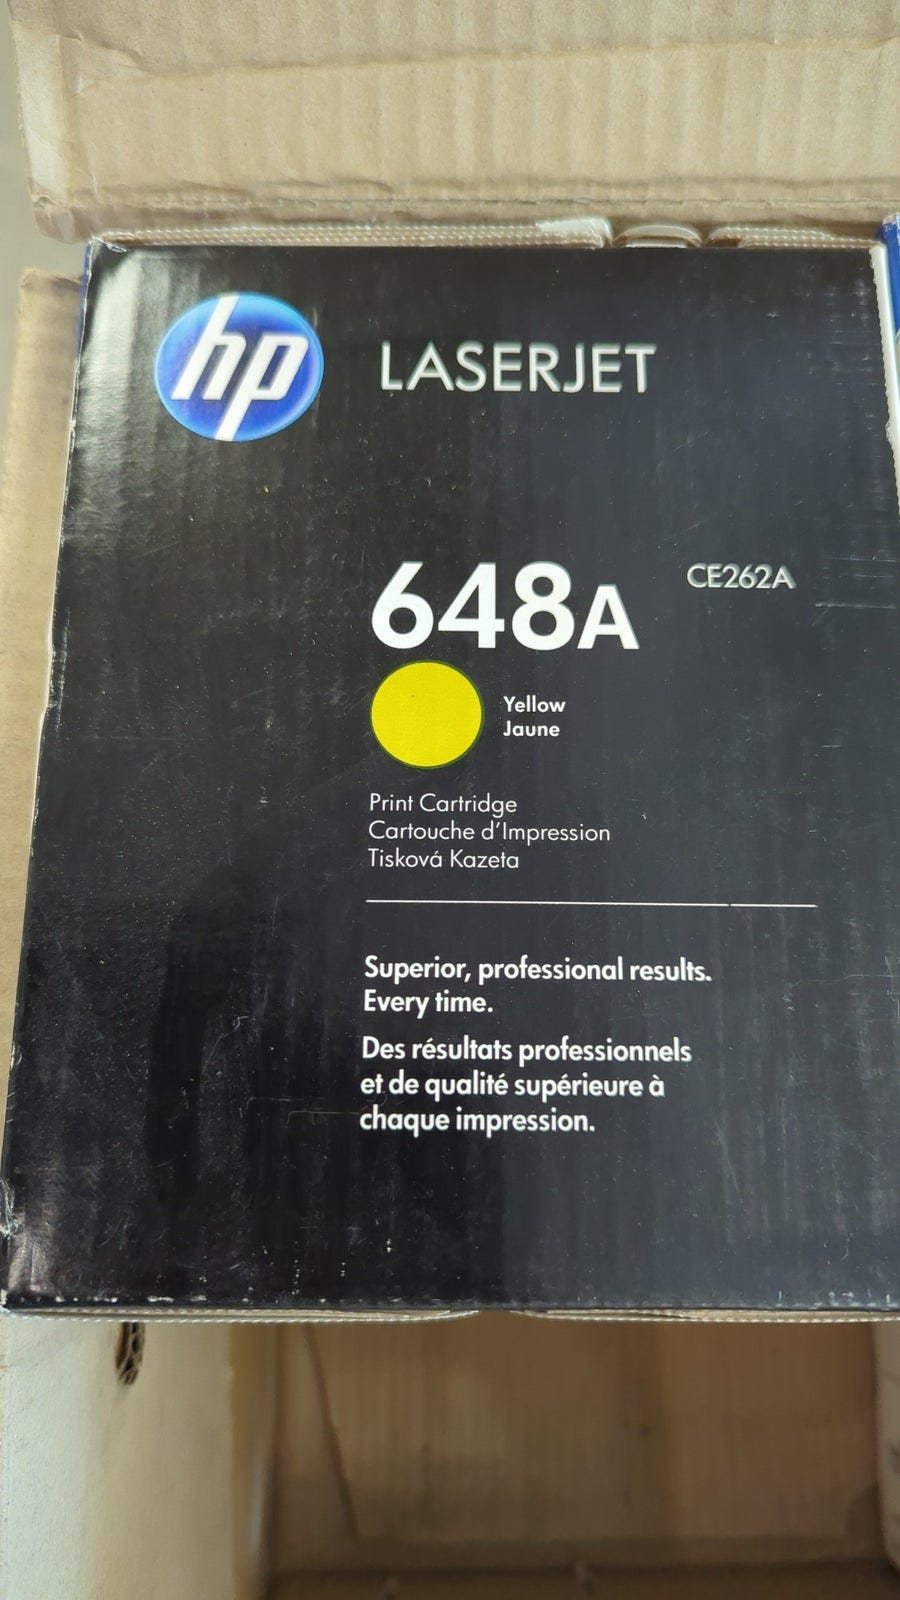 hp LASERJET
648A CE262A
Yellow
Jaune
Print Cartridge
Cartouche d'Impression
Tisková Kazeta
Superior, professional results.
Every time.
Des résultats professionnels
et de qualité supérieure à
chaque impression.